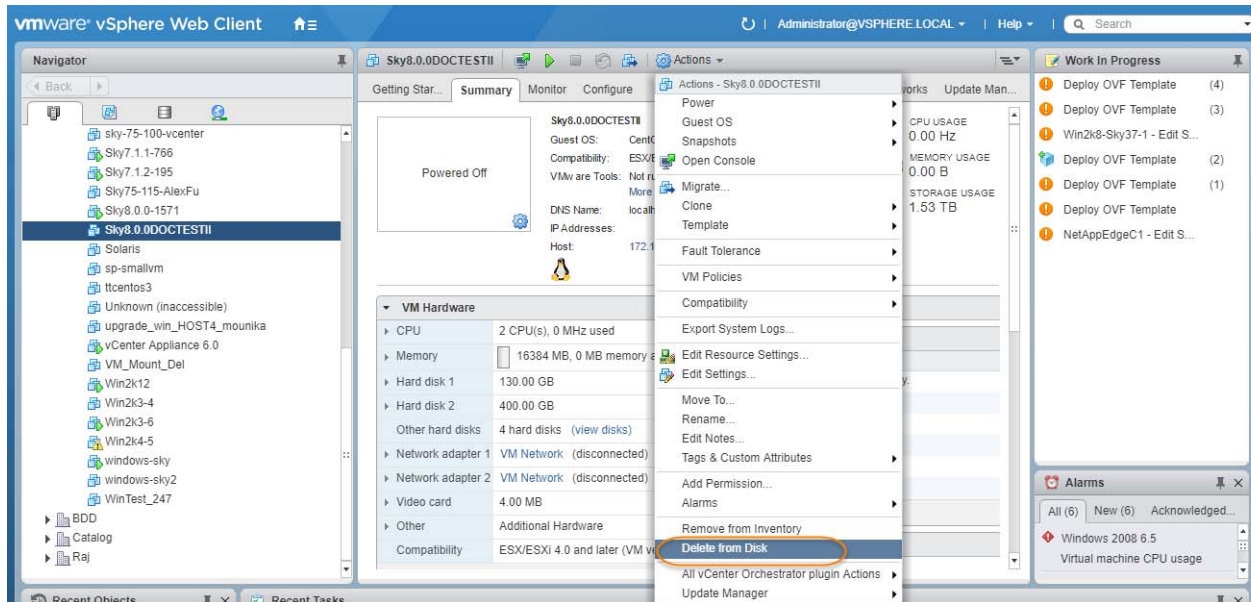 vmware® vSphere Web Client
Administrator@VSPHERE.LOCAL
Help
Search
Navigator
Back
sky-75-100-vcenter
Sky7.1.1-766
Sky7.1.2-195
Sky75-115-AlexFu
Sky8.0.0-1571
Sky8.0.0DOCTESTII
Solaris
sp-smallvm
ttcentos3
Unknown (inaccessible)
upgrade_win_HOST4_mounika
vCenter Appliance 6.0
VM_Mount_Del
Win2k12
Win2k3-4
Win2k3-6
Win2k4-5
windows-sky
windows-sky2
WinTest_247
BDD
Catalog
Raj
Sky8.0.0DOCTESTII
Actions
Getting Star... Summary Monitor Configure
Update Man...
Powered Off
Sky8.0.0DOCTESTII
Guest OS:
Compatibility:
VMware Tools:
More
DNS Name:
IP Addresses:
Host:
CPU USAGE
0.00 Hz
MEMORY USAGE
0.00 B
STORAGE USAGE
1.53 TB
VM Hardware
CPU 2 CPU(s), 0 MHz used
Memory 16384 MB, 0 MB memory
Hard disk 1 130.00 GB
Hard disk 2 400.00 GB
Other hard disks 4 hard disks (view disks)
Network adapter 1 VM Network (disconnected)
Network adapter 2 VM Network (disconnected)
Video card 4.00 MB
Other Additional Hardware
Compatibility ESX/ESXi 4.0 and later (VM
Actions - Sky8.0.0DOCTESTII
Power
Guest OS
Snapshots
Open Console
Migrate...
Clone
Template
Fault Tolerance
VM Policies
Compatibility
Export System Logs...
Edit Resource Settings...
Edit Settings...
Move To...
Rename...
Edit Notes...
Tags & Custom Attributes
Add Permission...
Alarms
Remove from Inventory
Delete from Disk
All vCenter Orchestrator plugin Actions
Update Manager
Work In Progress
Deploy OVF Template (4)
Deploy OVF Template (3)
Win2k8-Sky37-1 - Edit S...
Deploy OVF Template (2)
Deploy OVF Template (1)
Deploy OVF Template
NetAppEdgeC1 - Edit S...
Alarms
All (6) New (6) Acknowledged...
Windows 2008 6.5
Virtual machine CPU usage
Recent Objects
Recent Tasks